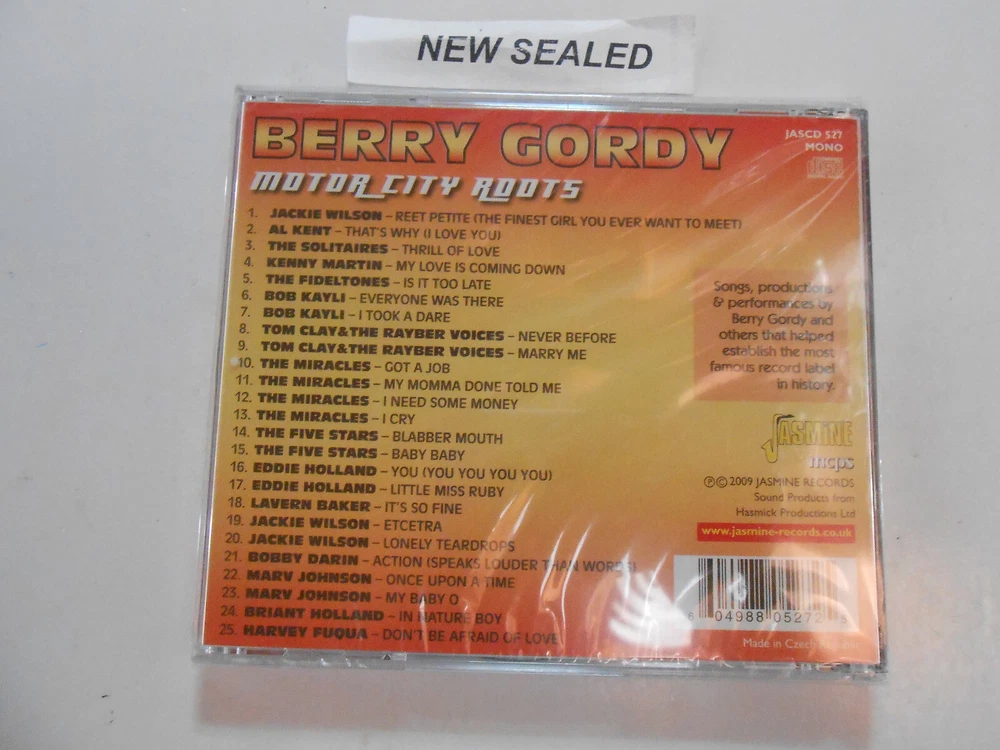 NEW SEALED
BERRY GORDY
MOTOR CITY ROOTS
JASCD 527
MONO
1. JACKIE WILSON – REET PETITE (THE FINEST GIRL YOU EVER WANT TO MEET)
2. AL KENT – THAT'S WHY (I LOVE YOU)
3. THE SOLITAIRES – THRILL OF LOVE
4. KENNY MARTIN – MY LOVE IS COMING DOWN
5. THE FIDELTONES – IS IT TOO LATE
6. BOB KAYLI – EVERYONE WAS THERE
7. BOB KAYLI – I TOOK A DARE
8. TOM CLAY&THE RAYBER VOICES – NEVER BEFORE
9. TOM CLAY&THE RAYBER VOICES – MARRY ME
10. THE MIRACLES – GOT A JOB
11. THE MIRACLES – MY MOMMA DONE TOLD ME
12. THE MIRACLES – I NEED SOME MONEY
13. THE MIRACLES – I CRY
14. THE FIVE STARS – BLABBER MOUTH
15. THE FIVE STARS – BABY BABY
16. EDDIE HOLLAND – YOU (YOU YOU YOU YOU)
17. EDDIE HOLLAND – LITTLE MISS RUBY
18. LAVERN BAKER – IT'S SO FINE
19. JACKIE WILSON – ETCETRA
20. JACKIE WILSON – LONELY TEARDROPS
21. BOBBY DARIN – ACTION (SPEAKS LOUDER THAN WORDS)
22. MARV JOHNSON – ONCE UPON A TIME
23. MARV JOHNSON – MY BABY O
24. BRIANT HOLLAND – IN NATURE BOY
25. HARVEY FUQUA – DON'T BE AFRAID OF LOVE
Songs, productions
& performances by
Berry Gordy and
others that helped
establish the most
famous record label
in history.
JASMINE
mcps
℗© 2009 JASMINE RECORDS
Sound Products from
Hasmick Productions Ltd
www.jasmine-records.co.uk
6 04988 05272
Made in Czech